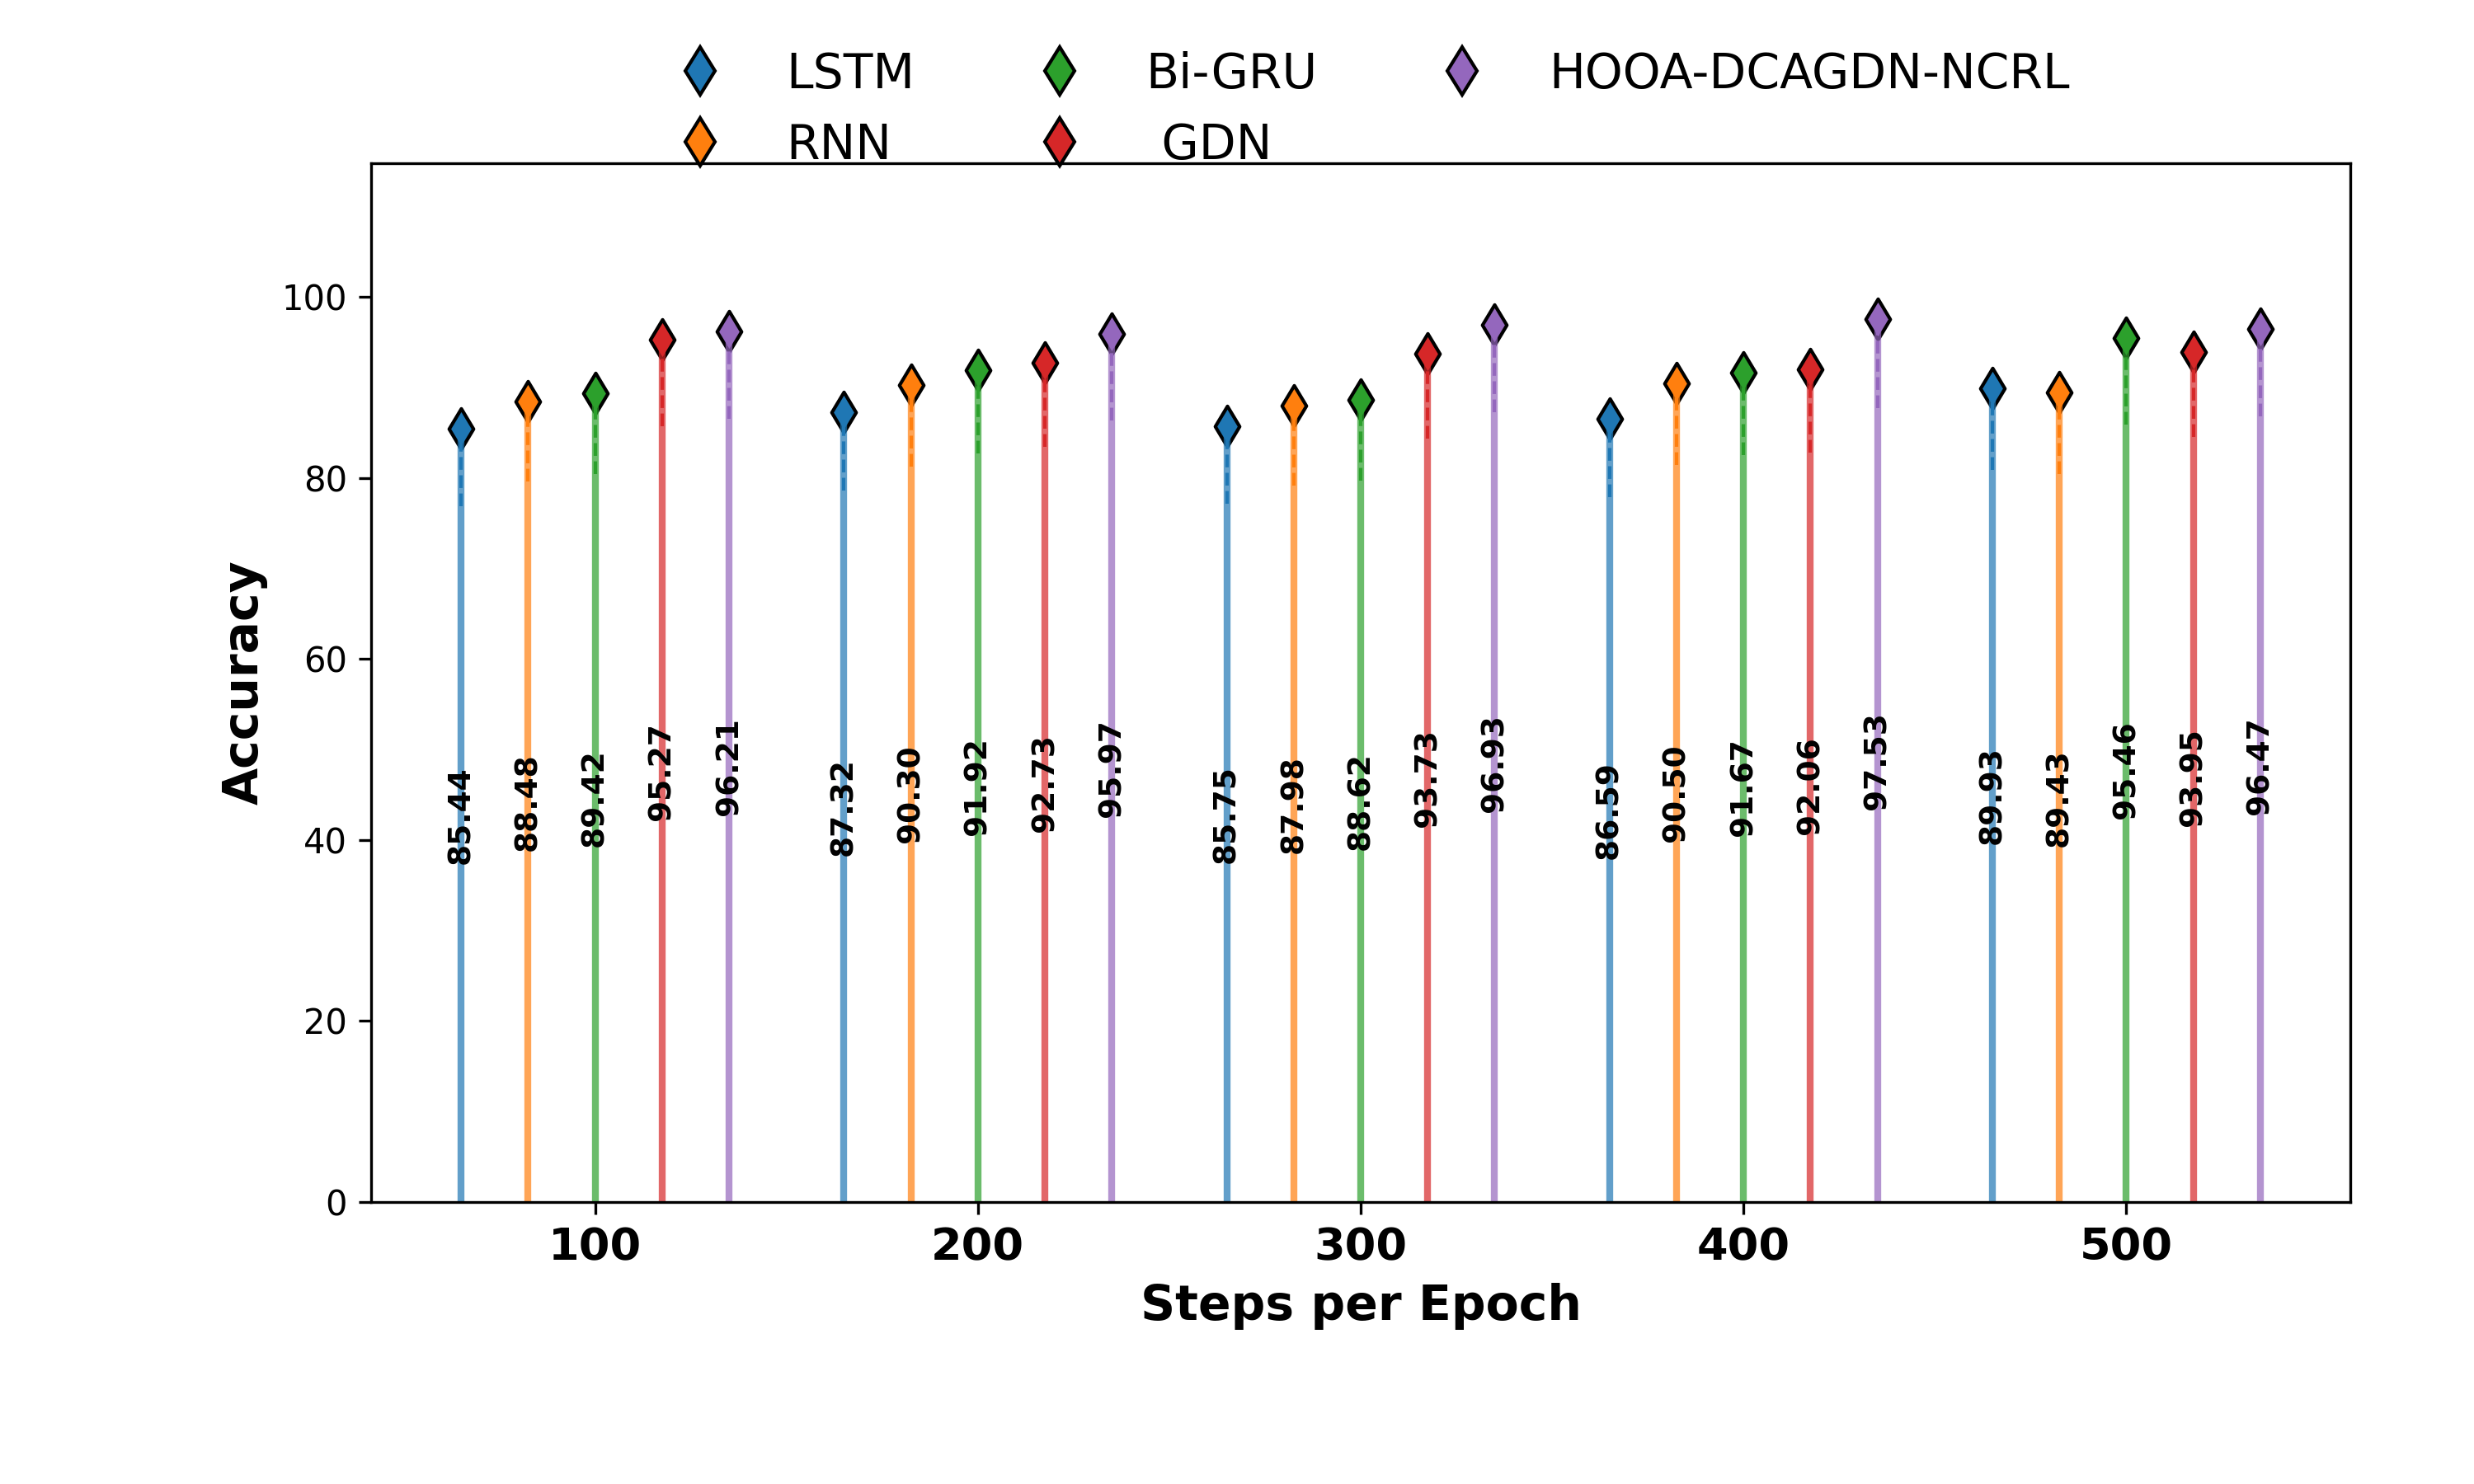 LSTM Bi-GRU HOOA-DCAGDN-NCRL
RNN GDN
Accuracy
100
80
60
40
20
0
85.44 88.48 89.42 95.27 96.21 87.32 90.30 91.92 92.73 95.97 85.75 87.98 88.62 93.73 96.93 86.59 90.50 91.67 92.06 97.53 89.93 89.43 95.46 93.95 96.47
100 200 300 400 500
Steps per Epoch